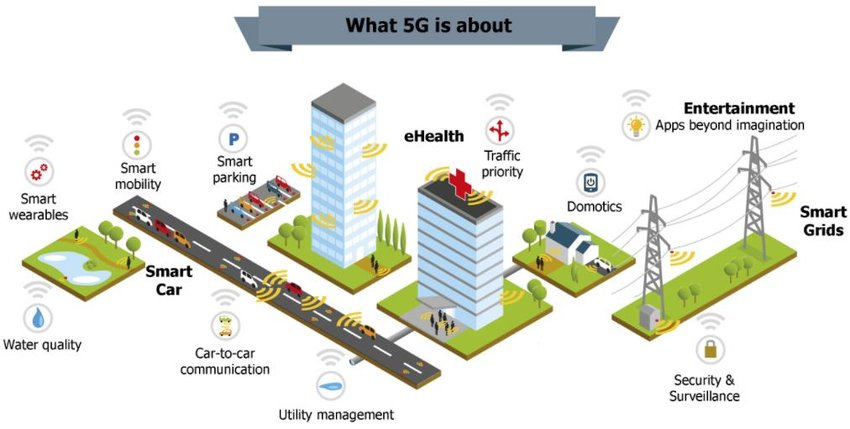 What 5G is about
Entertainment
Apps beyond imagination
eHealth
Smart
mobility
P
Smart
parking
Traffic
priority
Smart
wearables
Domotics
Smart
Grids
Smart
Car
Water quality
Car-to-car
communication
Utility management
Security &
Surveillance